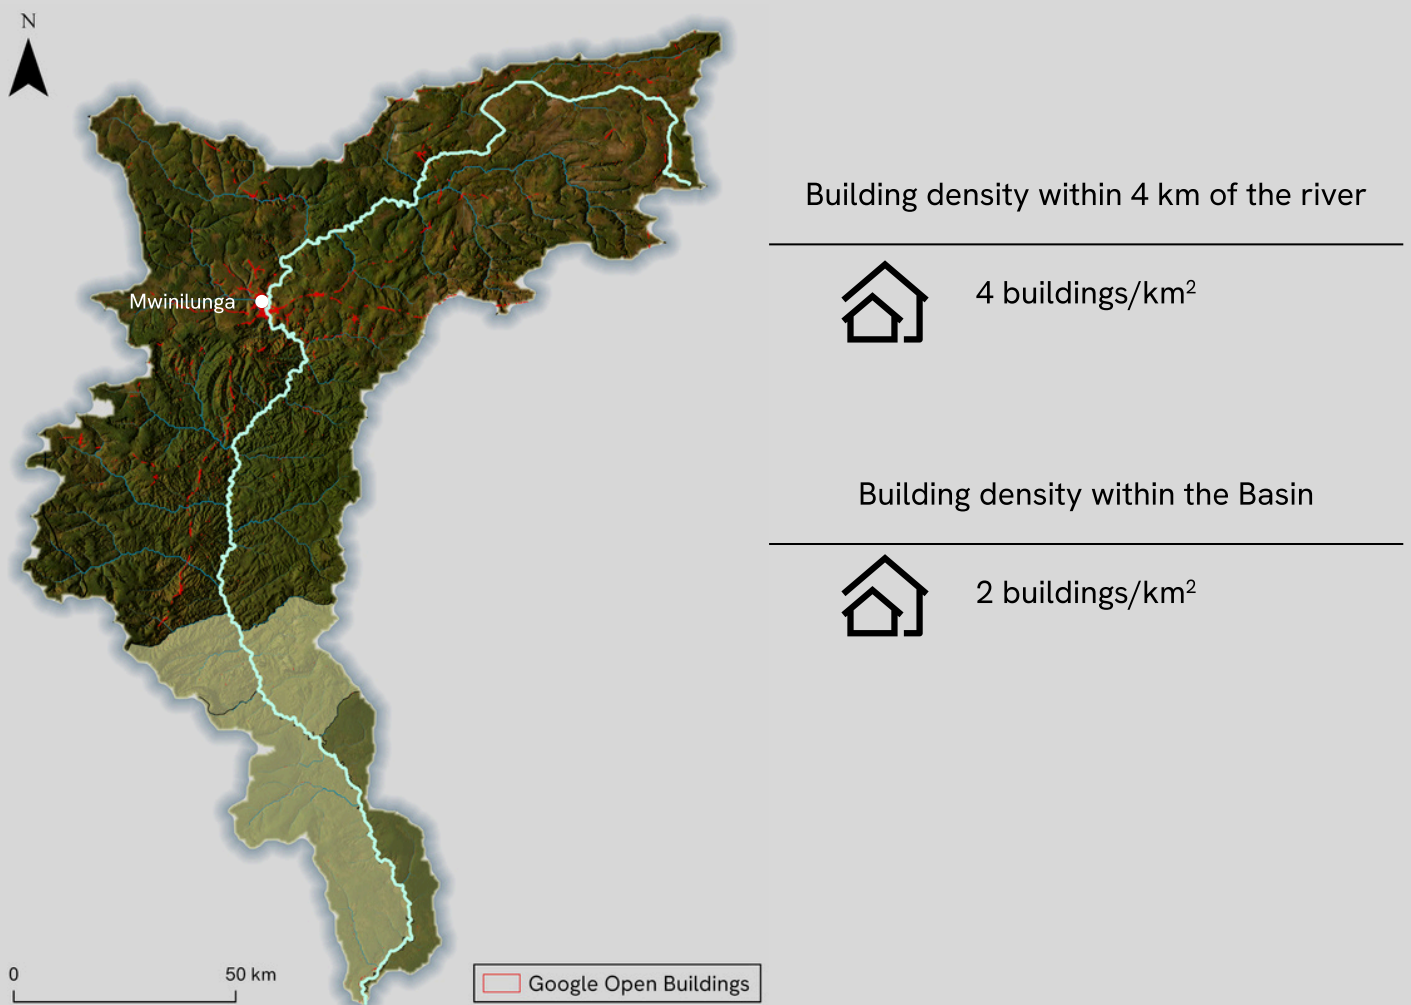 N
Mwinilunga
0
50 km
Google Open Buildings
Building density within 4 km of the river
4 buildings/km²
Building density within the Basin
2 buildings/km²